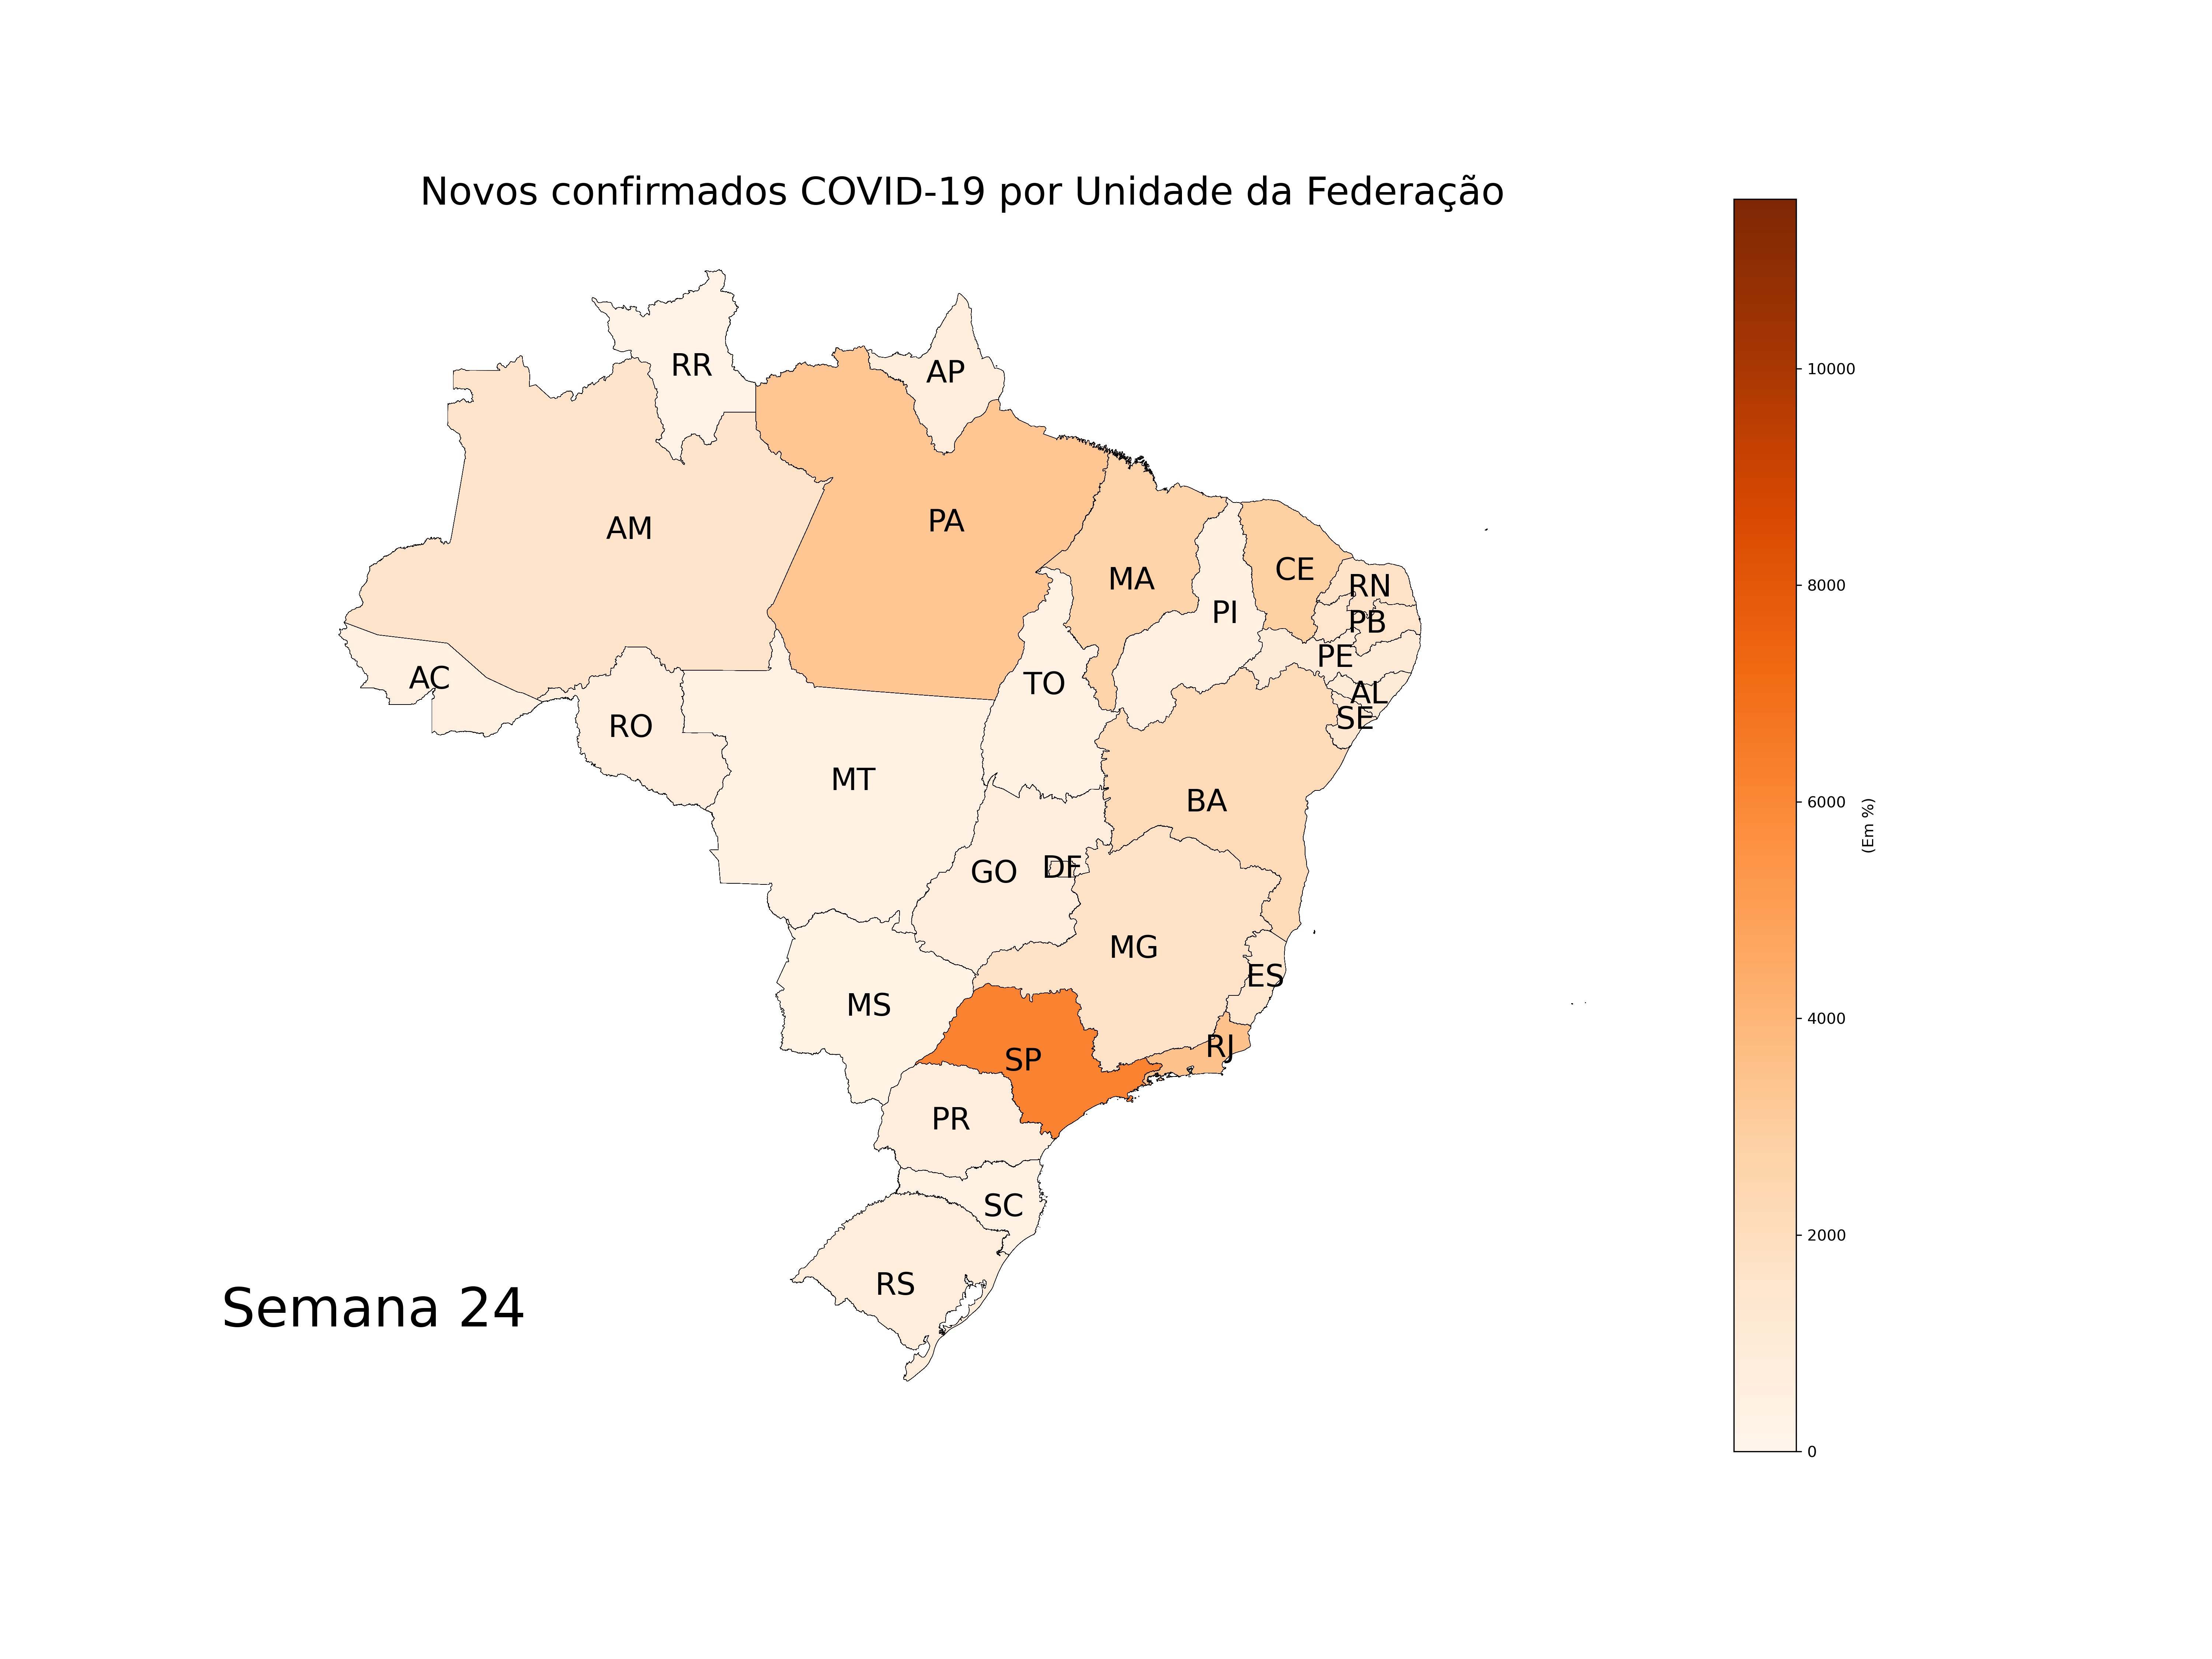 Novos confirmados COVID-19 por Unidade da Federação
RR
AP
AM
PA
MA
CE
RN
PI
PB
PE
AC
TO
AL
SE
RO
MT
BA
GO
DF
MG
ES
MS
RJ
SP
PR
SC
RS
Semana 24
10000
8000
6000
4000
2000
0
(Em %)